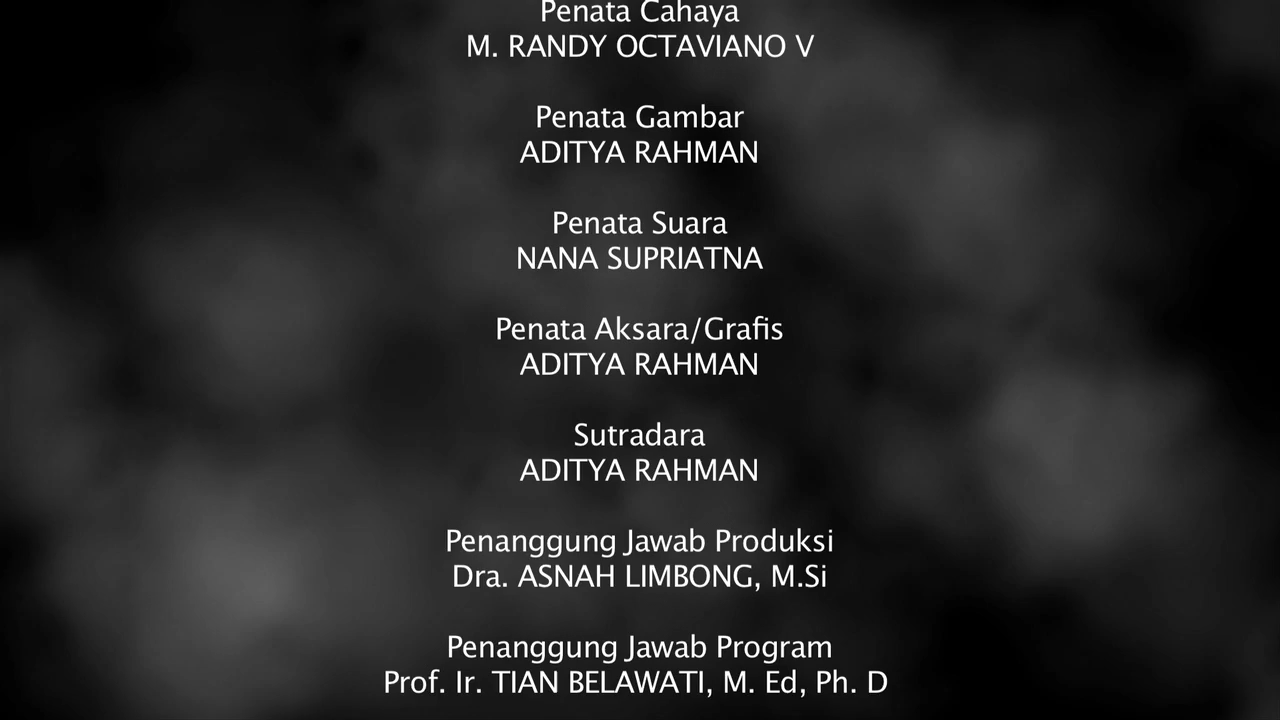 Penata Cahaya
M. RANDY OCTAVIANO V
Penata Gambar
ADITYA RAHMAN
Penata Suara
NANA SUPRIATNA
Penata Aksara/Grafis
ADITYA RAHMAN
Sutradara
ADITYA RAHMAN
Penanggung Jawab Produksi
Dra. ASNAH LIMBONG, M.Si
Penanggung Jawab Program
Prof. Ir. TIAN BELAWATI, M. Ed, Ph. D